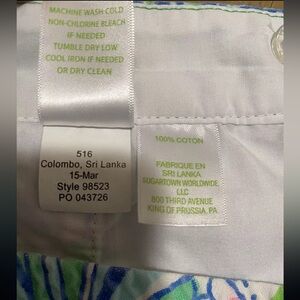 MACHINE WASH COLD
NON-CHLORINE BLEACH
IF NEEDED
TUMBLE DRY LOW
COOL IRON IF NEEDED
OR DRY CLEAN
516
Colombo, Sri Lanka
15-Mar
Style 98523
PO 043726
100% COTON
FABRIQUE EN
SRI LANKA
SUGARTOWN WORLDWIDE
LLC
800 THIRD AVENUE
KING OF PRUSSIA, PA